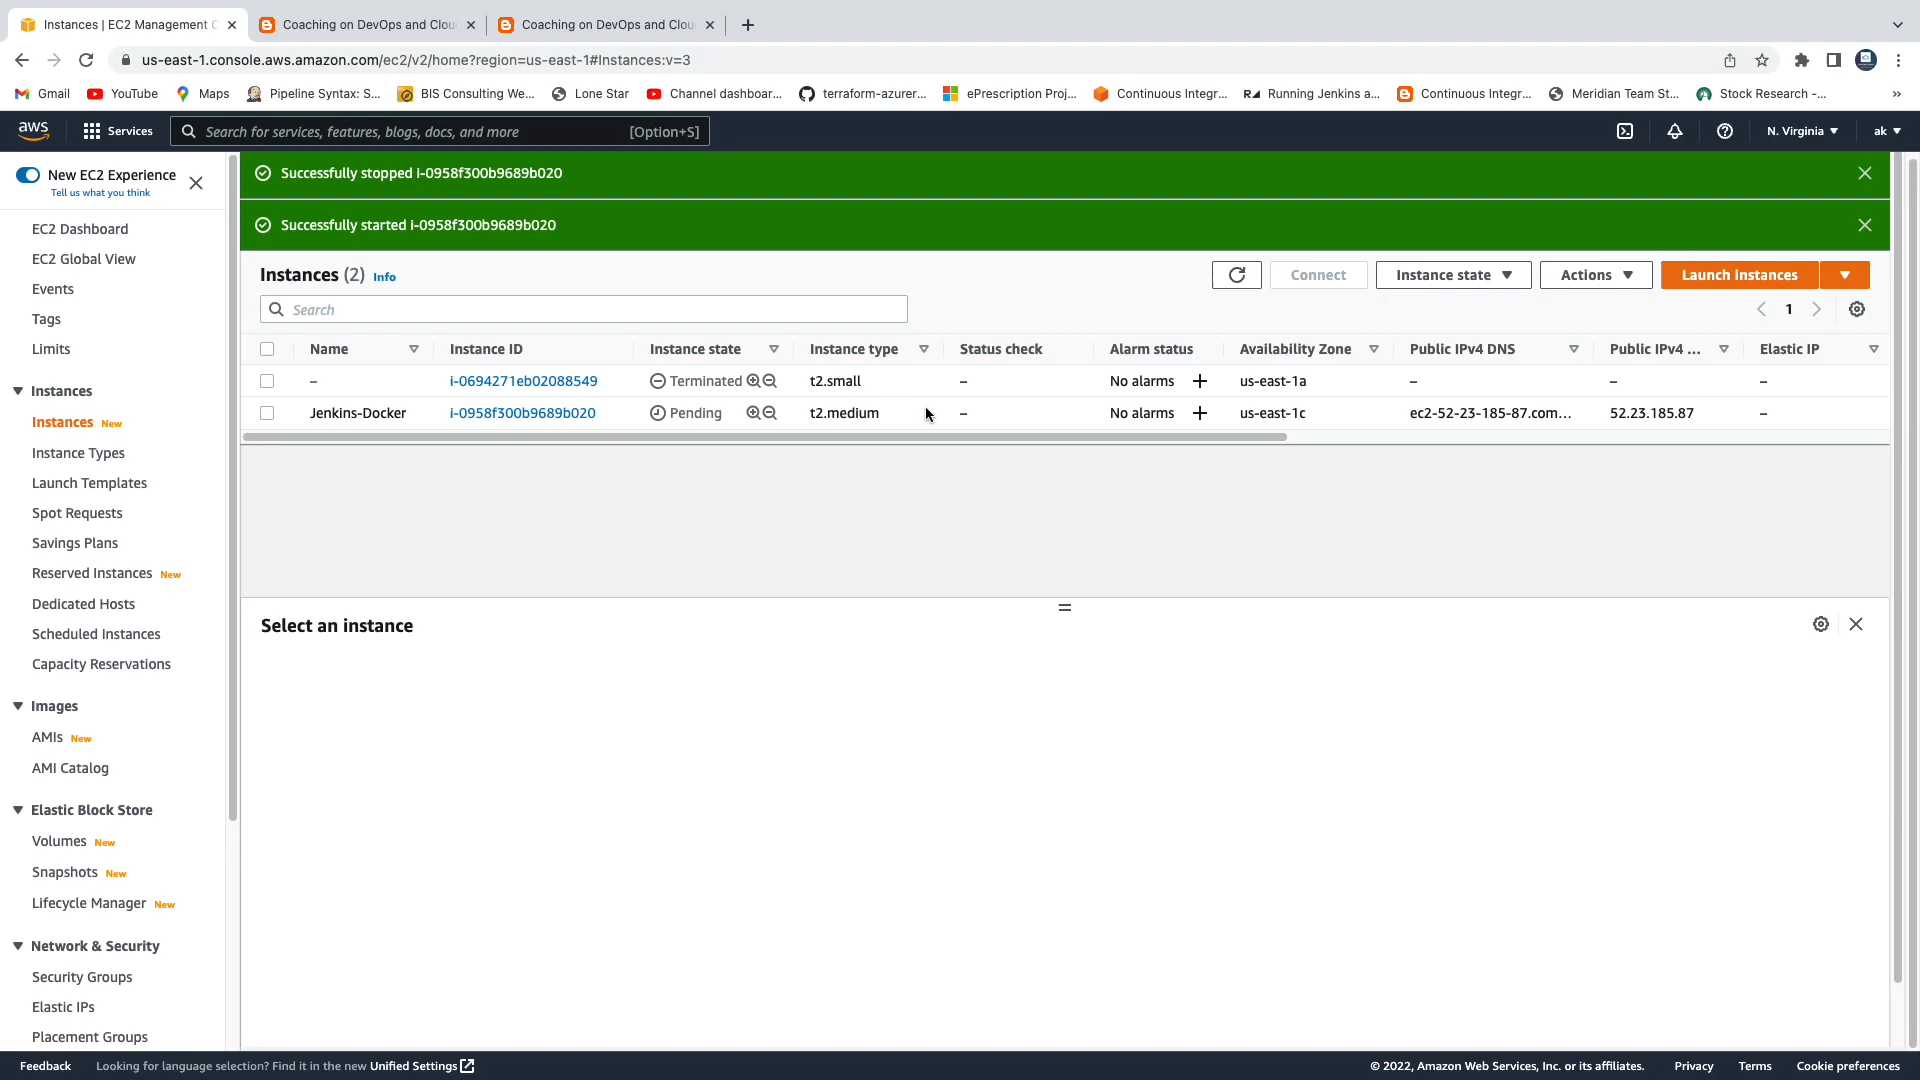 Instances | EC2 Management C
Coaching on DevOps and Clou
Coaching on DevOps and Clou
us-east-1.console.aws.amazon.com/ec2/v2/home?region=us-east-1#Instances:v=3
Gmail YouTube Maps Pipeline Syntax: S... BIS Consulting We... Lone Star Channel dashboar... terraform-azurer... ePrescription Proj... Continuous Integr... Running Jenkins a... Continuous Integr... Meridian Team St... Stock Research -... »
aws Services Search for services, features, blogs, docs, and more [Option+S] N. Virginia ak
New EC2 Experience
Tell us what you think
EC2 Dashboard
EC2 Global View
Events
Tags
Limits
Instances
Instances New
Instance Types
Launch Templates
Spot Requests
Savings Plans
Reserved Instances New
Dedicated Hosts
Scheduled Instances
Capacity Reservations
Images
AMIs New
AMI Catalog
Elastic Block Store
Volumes New
Snapshots New
Lifecycle Manager New
Network & Security
Security Groups
Elastic IPs
Placement Groups
Successfully stopped i-0958f300b9689b020
Successfully started i-0958f300b9689b020
Instances (2) Info Connect Instance state Actions Launch instances
Search 1
Name Instance ID Instance state Instance type Status check Alarm status Availability Zone Public IPv4 DNS Public IPv4 ... Elastic IP
– i-0694271eb02088549 Terminated t2.small – No alarms + us-east-1a – – –
Jenkins-Docker i-0958f300b9689b020 Pending t2.medium – No alarms + us-east-1c ec2-52-23-185-87.com... 52.23.185.87 –
Select an instance
Feedback Looking for language selection? Find it in the new Unified Settings © 2022, Amazon Web Services, Inc. or its affiliates. Privacy Terms Cookie preferences